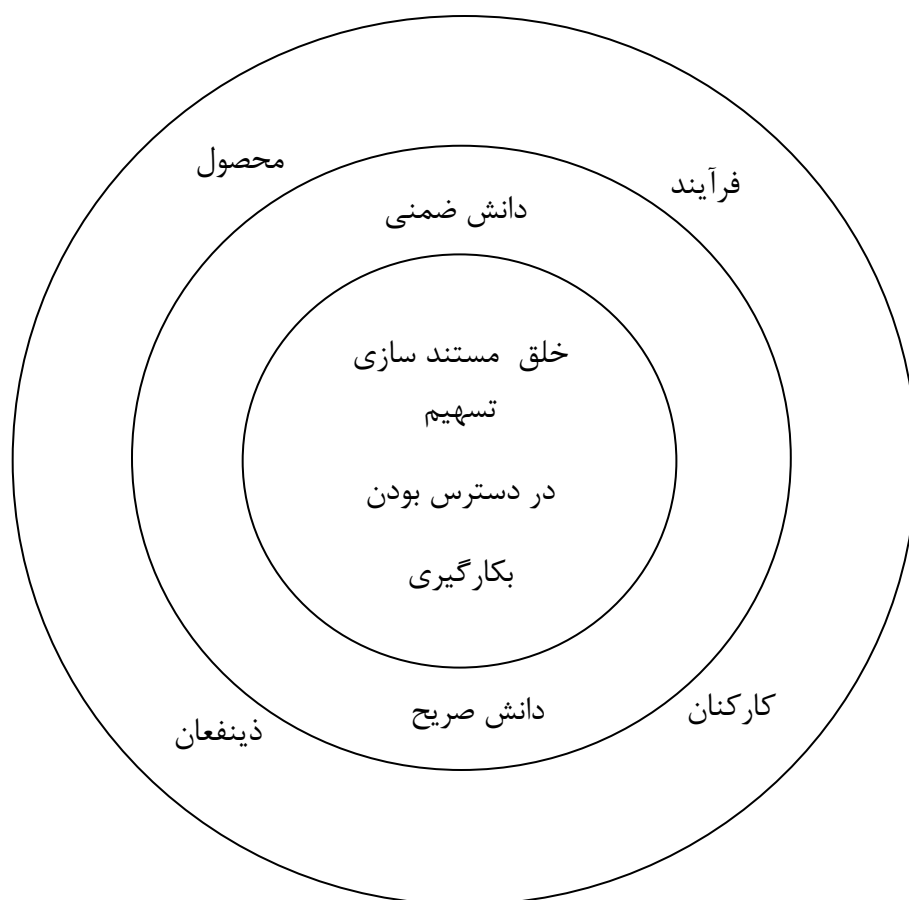 محصول
فرآیند
دانش ضمنی
خلق مستند سازی
تسهیم
در دسترس بودن
بکارگیری
دانش صریح
کارکنان
ذینفعان